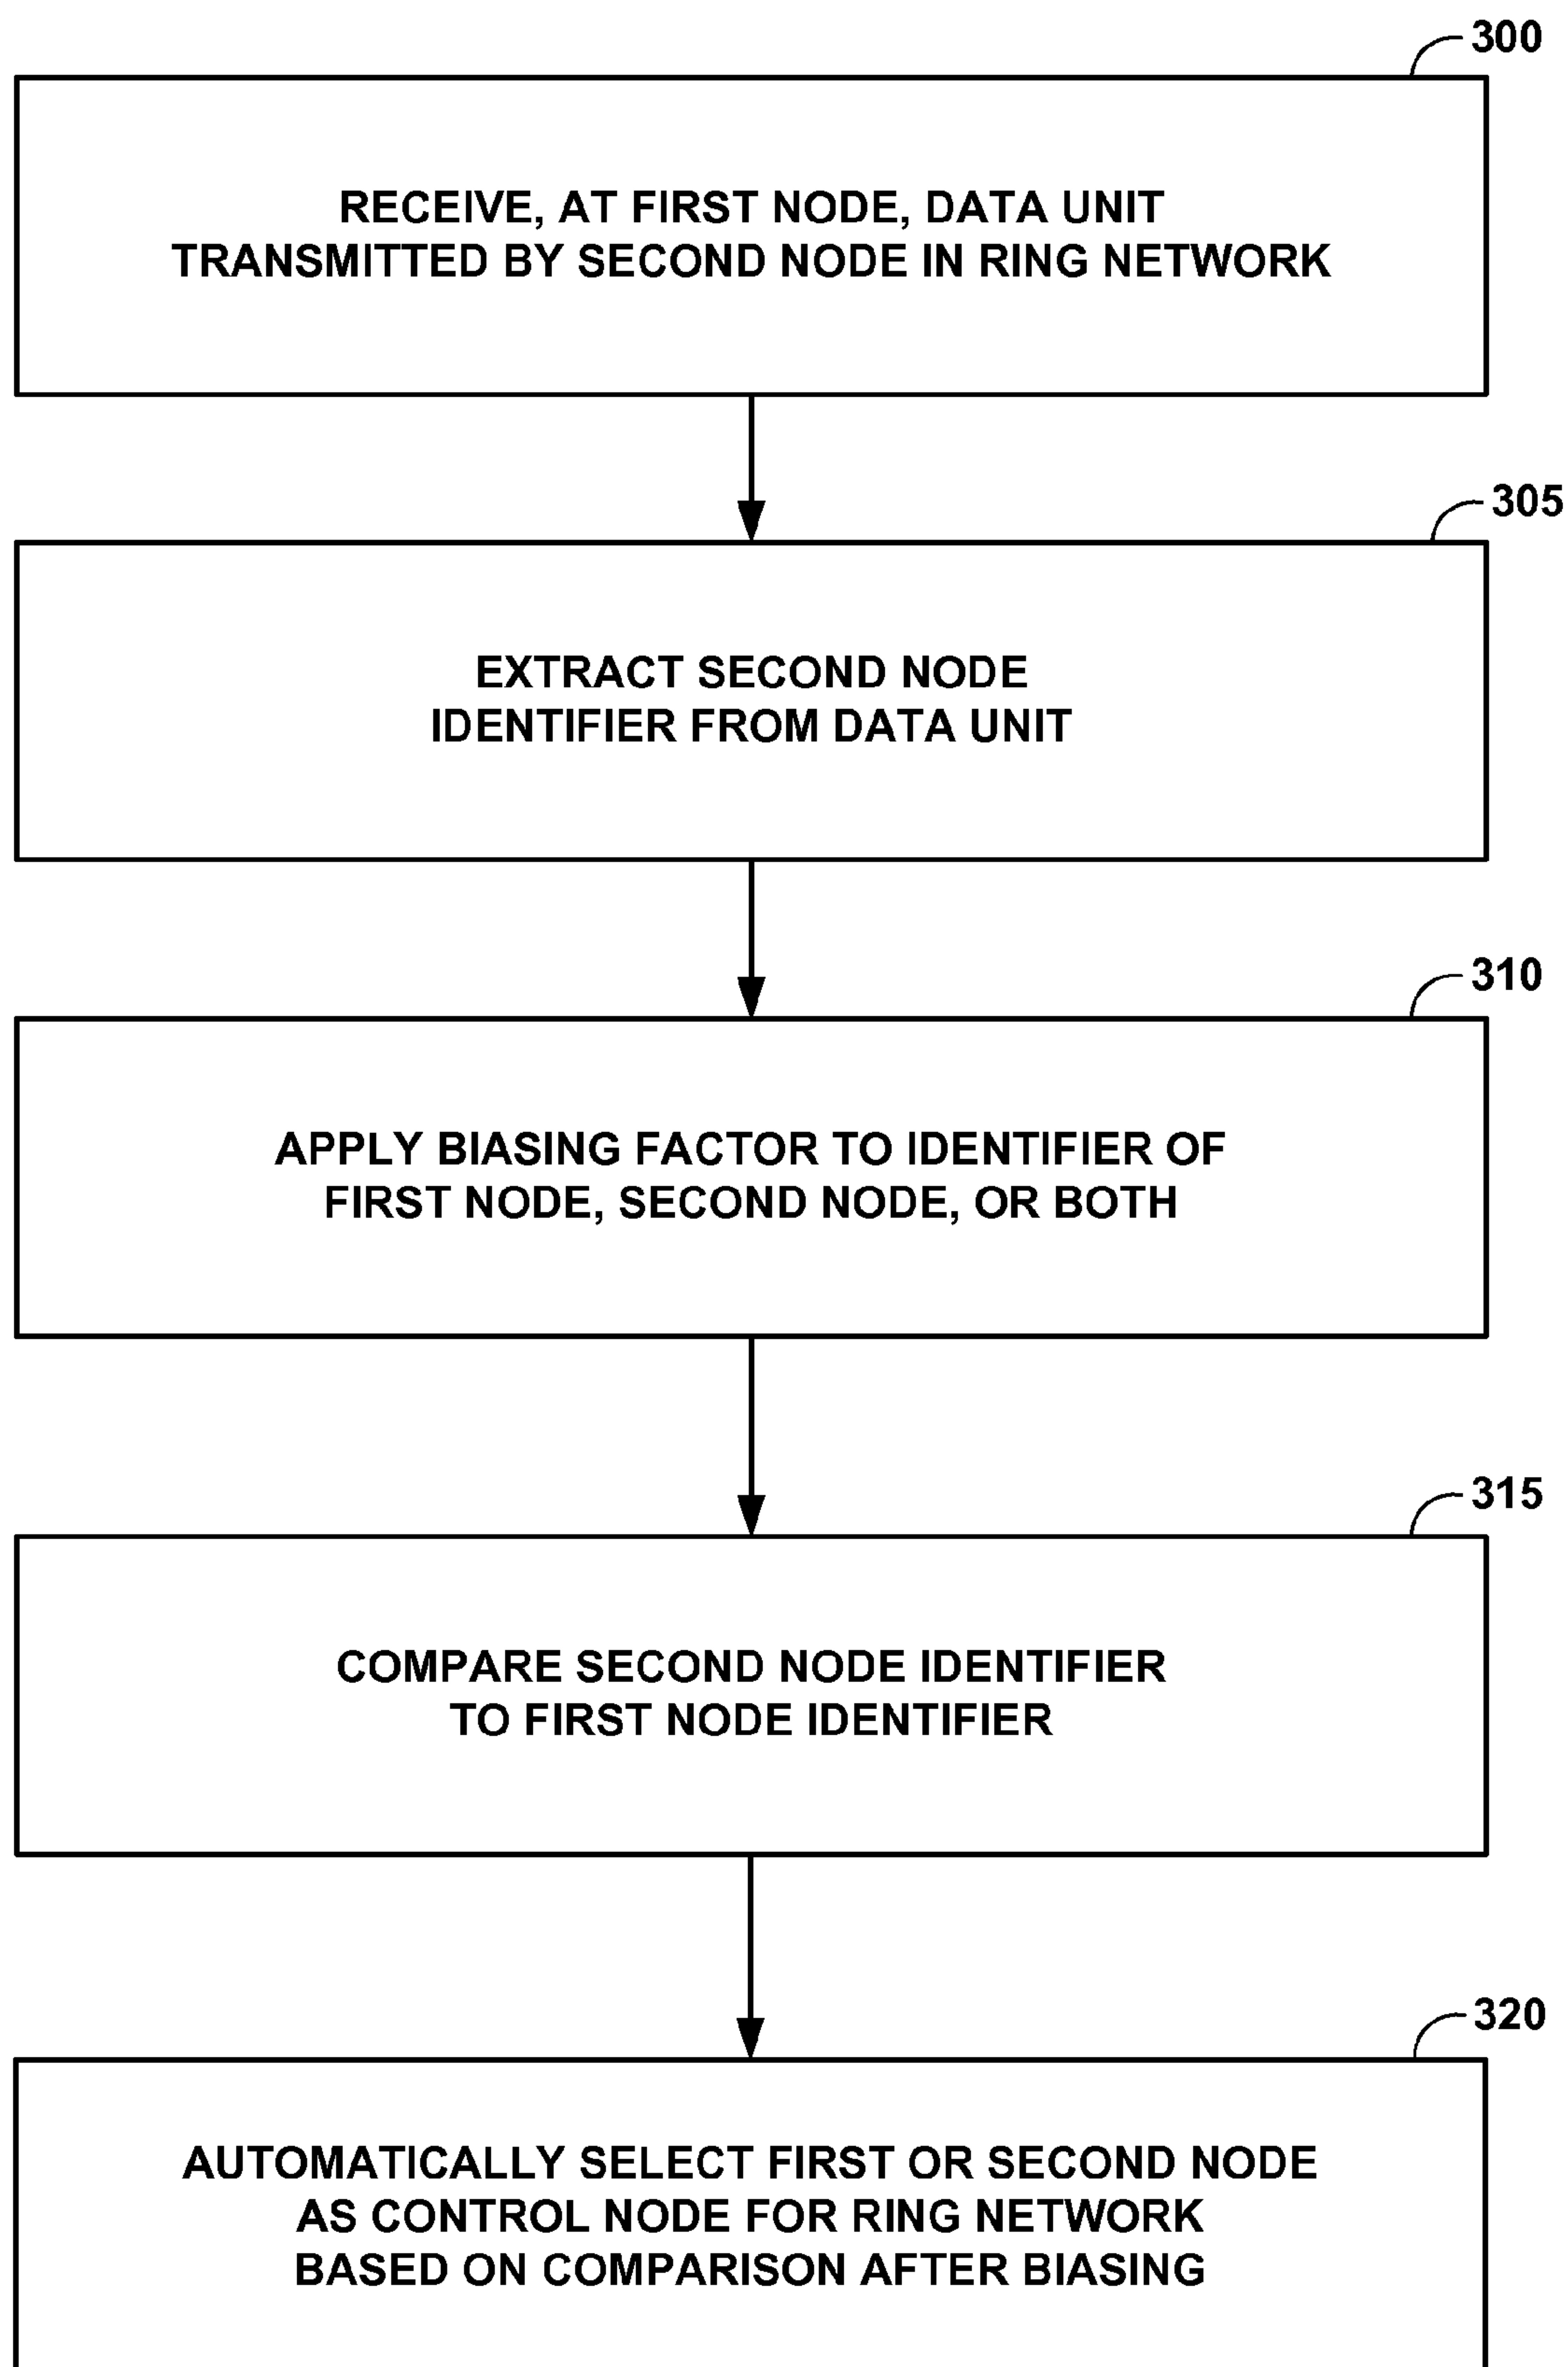 300
RECEIVE, AT FIRST NODE, DATA UNIT
TRANSMITTED BY SECOND NODE IN RING NETWORK
305
EXTRACT SECOND NODE
IDENTIFIER FROM DATA UNIT
310
APPLY BIASING FACTOR TO IDENTIFIER OF
FIRST NODE, SECOND NODE, OR BOTH
315
COMPARE SECOND NODE IDENTIFIER
TO FIRST NODE IDENTIFIER
320
AUTOMATICALLY SELECT FIRST OR SECOND NODE
AS CONTROL NODE FOR RING NETWORK
BASED ON COMPARISON AFTER BIASING